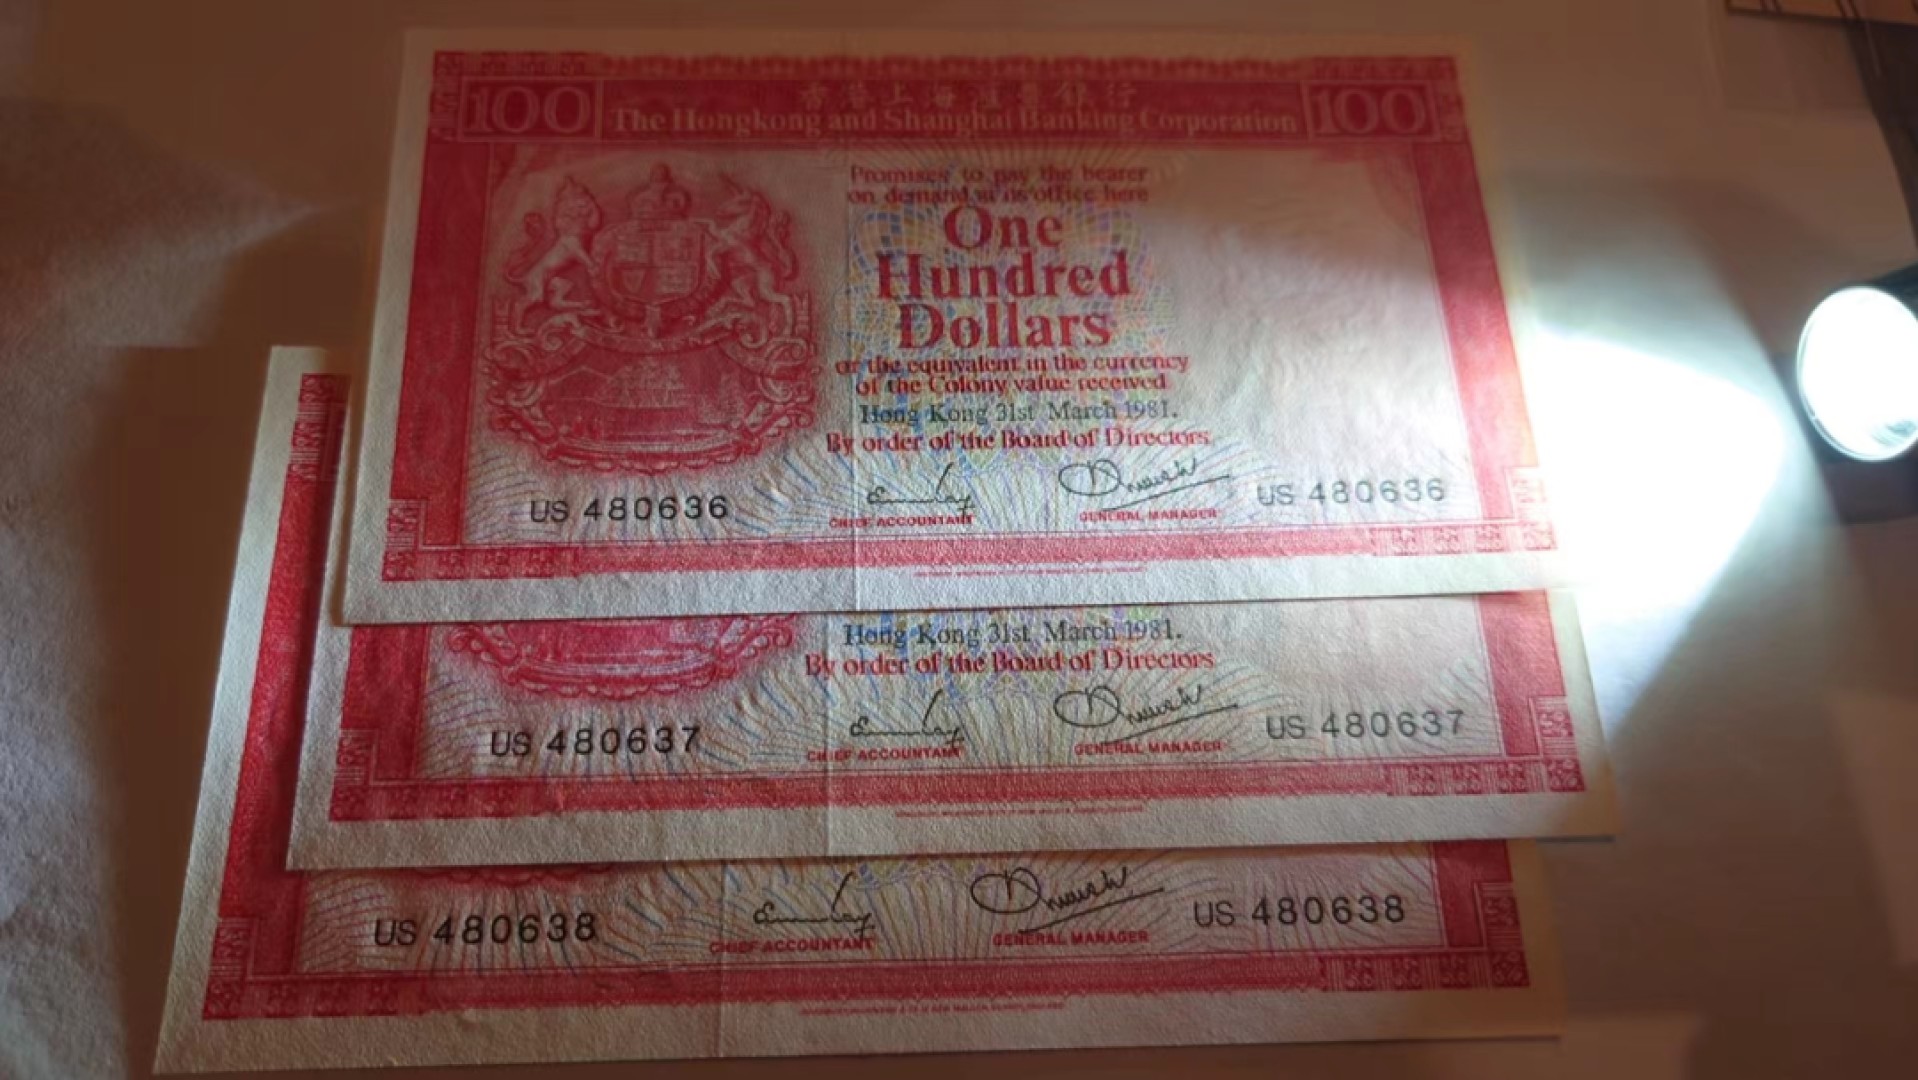 香港上海滙豐銀行
100 The Hongkong and Shanghai Banking Corporation 100
Promises to pay the bearer
on demand at its office here
One
Hundred
Dollars
or the equivalent in the currency
of the Colony value received
Hong Kong 31st March 1981.
By order of the Board of Directors
US 480636 US 480636
CHIEF ACCOUNTANT GENERAL MANAGER
Hong Kong 31st March 1981.
By order of the Board of Directors
US 480637 US 480637
CHIEF ACCOUNTANT GENERAL MANAGER
US 480638 US 480638
CHIEF ACCOUNTANT GENERAL MANAGER